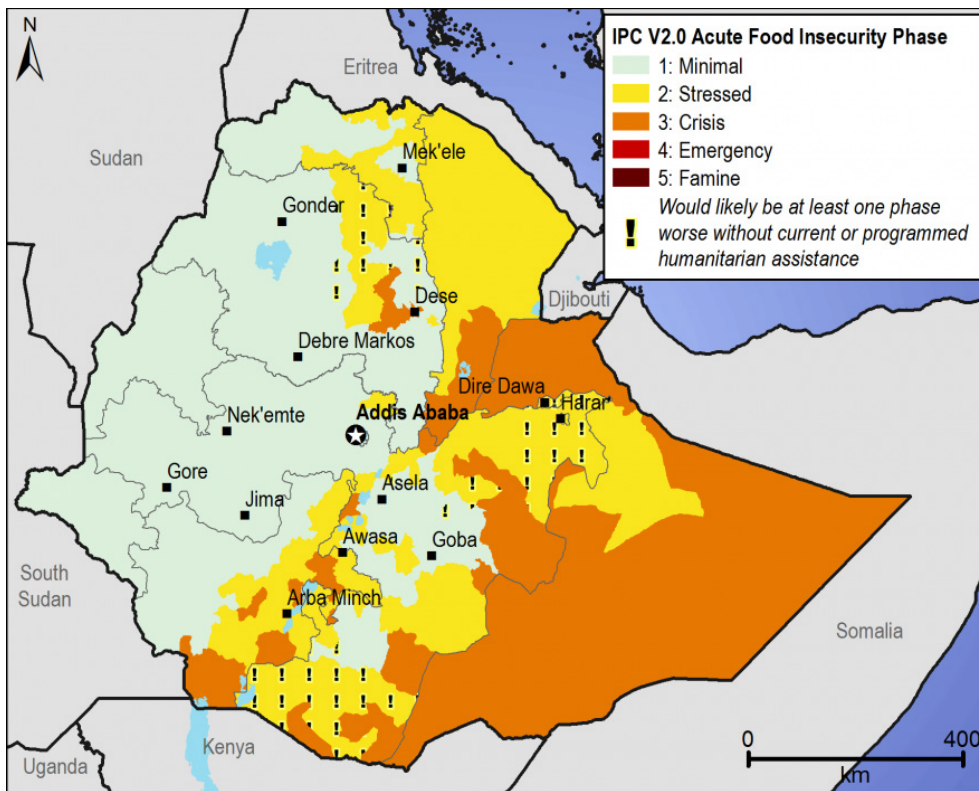 N
IPC V2.0 Acute Food Insecurity Phase
1: Minimal
2: Stressed
3: Crisis
4: Emergency
5: Famine
! Would likely be at least one phase
worse without current or programmed
humanitarian assistance
Eritrea
Sudan
Mek'ele
Gonder
Dese
Djibouti
Debre Markos
Dire Dawa
Harar
Nek'emte
Addis Ababa
Gore
Asela
Jima
Awasa
Goba
South
Sudan
Arba Minch
Somalia
Kenya
Uganda
0 400
km